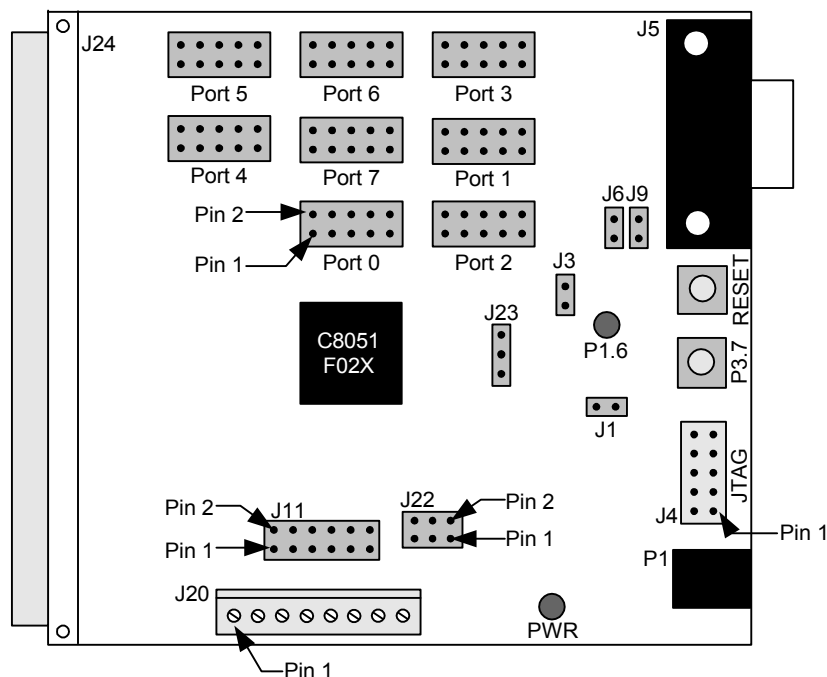 J24
J5
Port 5
Port 6
Port 3
Port 4
Port 7
Port 1
J6
J9
Pin 2
Pin 1
Port 0
Port 2
J3
RESET
C8051
F02X
J23
P1.6
P3.7
J1
JTAG
Pin 2
J11
J22
Pin 2
Pin 1
Pin 1
J4
Pin 1
P1
J20
PWR
Pin 1